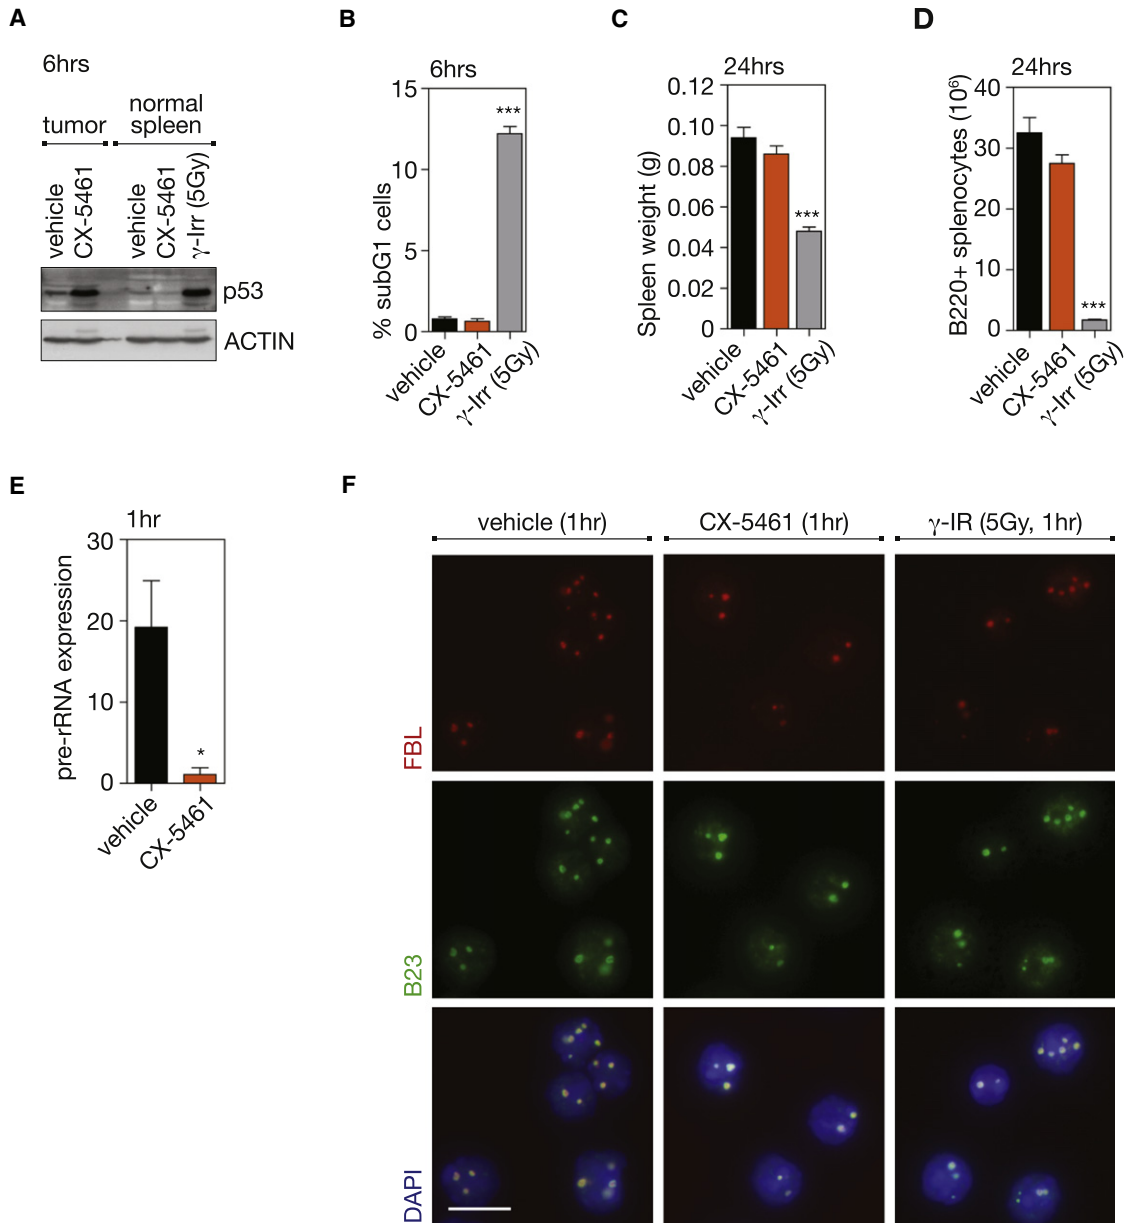 A
6hrs
tumor
normal
spleen
vehicle
CX-5461
vehicle
CX-5461
γ-Irr (5Gy)
p53
ACTIN
B
6hrs
% subG1 cells
15
10
5
0
***
vehicle
CX-5461
γ-Irr (5Gy)
C
24hrs
Spleen weight (g)
0.12
0.10
0.08
0.06
0.04
0.02
0
***
vehicle
CX-5461
γ-Irr (5Gy)
D
24hrs
B220+ splenocytes (10⁶)
40
30
20
10
0
***
vehicle
CX-5461
γ-Irr (5Gy)
E
1hr
pre-rRNA expression
30
20
10
0
*
vehicle
CX-5461
F
vehicle (1hr)
CX-5461 (1hr)
γ-IR (5Gy, 1hr)
FBL
B23
DAPI